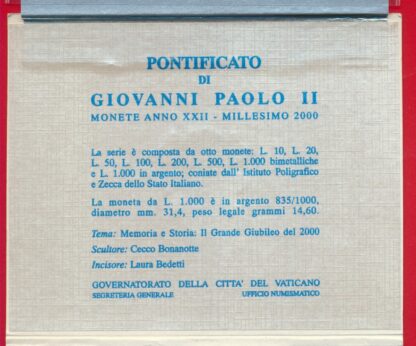 PONTIFICATO
DI
GIOVANNI PAOLO II
MONETE ANNO XXII - MILLESIMO 2000
La serie è composta da otto monete: L. 10, L. 20,
L. 50, L. 100, L. 200, L. 500, L. 1.000 bimetalliche
e L. 1.000 in argento; coniate dall' Istituto Poligrafico
e Zecca dello Stato Italiano.
La moneta da L. 1.000 è in argento 835/1000,
diametro mm. 31,4, peso legale grammi 14,60.
Tema: Memoria e Storia: Il Grande Giubileo del 2000
Scultore: Cecco Bonanotte
Incisore: Laura Bedetti
GOVERNATORATO DELLA CITTA' DEL VATICANO
SEGRETERIA GENERALE UFFICIO NUMISMATICO